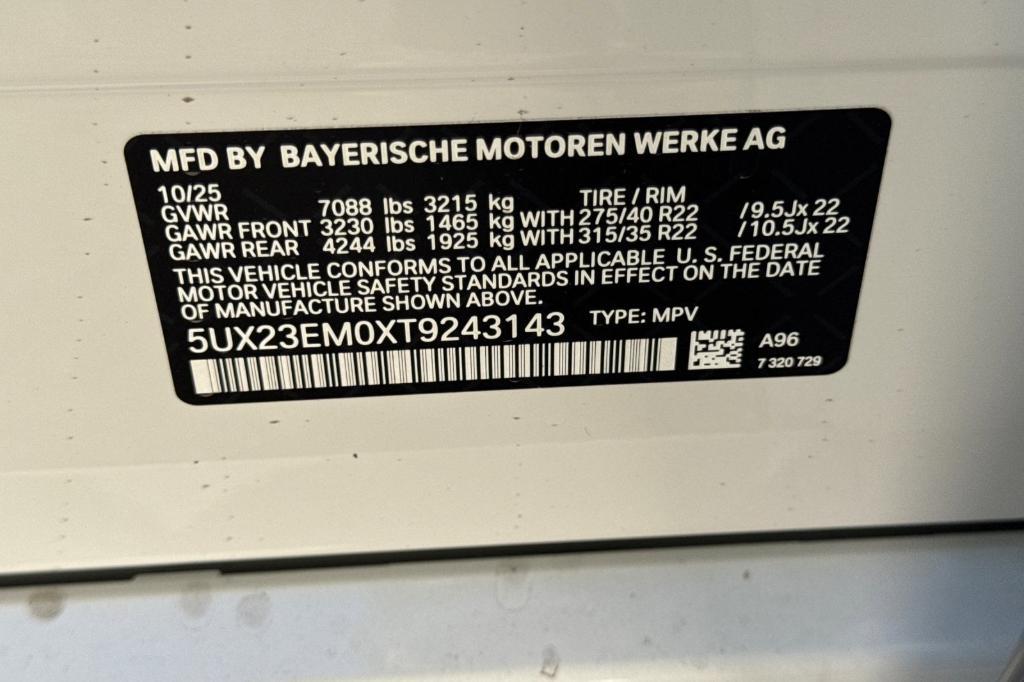 MFD BY BAYERISCHE MOTOREN WERKE AG
10/25 TIRE / RIM
GVWR 7088 lbs 3215 kg
GAWR FRONT 3230 lbs 1465 kg WITH 275/40 R22 /9.5Jx 22
GAWR REAR 4244 lbs 1925 kg WITH 315/35 R22 /10.5Jx 22
THIS VEHICLE CONFORMS TO ALL APPLICABLE U. S. FEDERAL
MOTOR VEHICLE SAFETY STANDARDS IN EFFECT ON THE DATE
OF MANUFACTURE SHOWN ABOVE.
5UX23EM0XT9243143 TYPE: MPV
A96
7 320 729